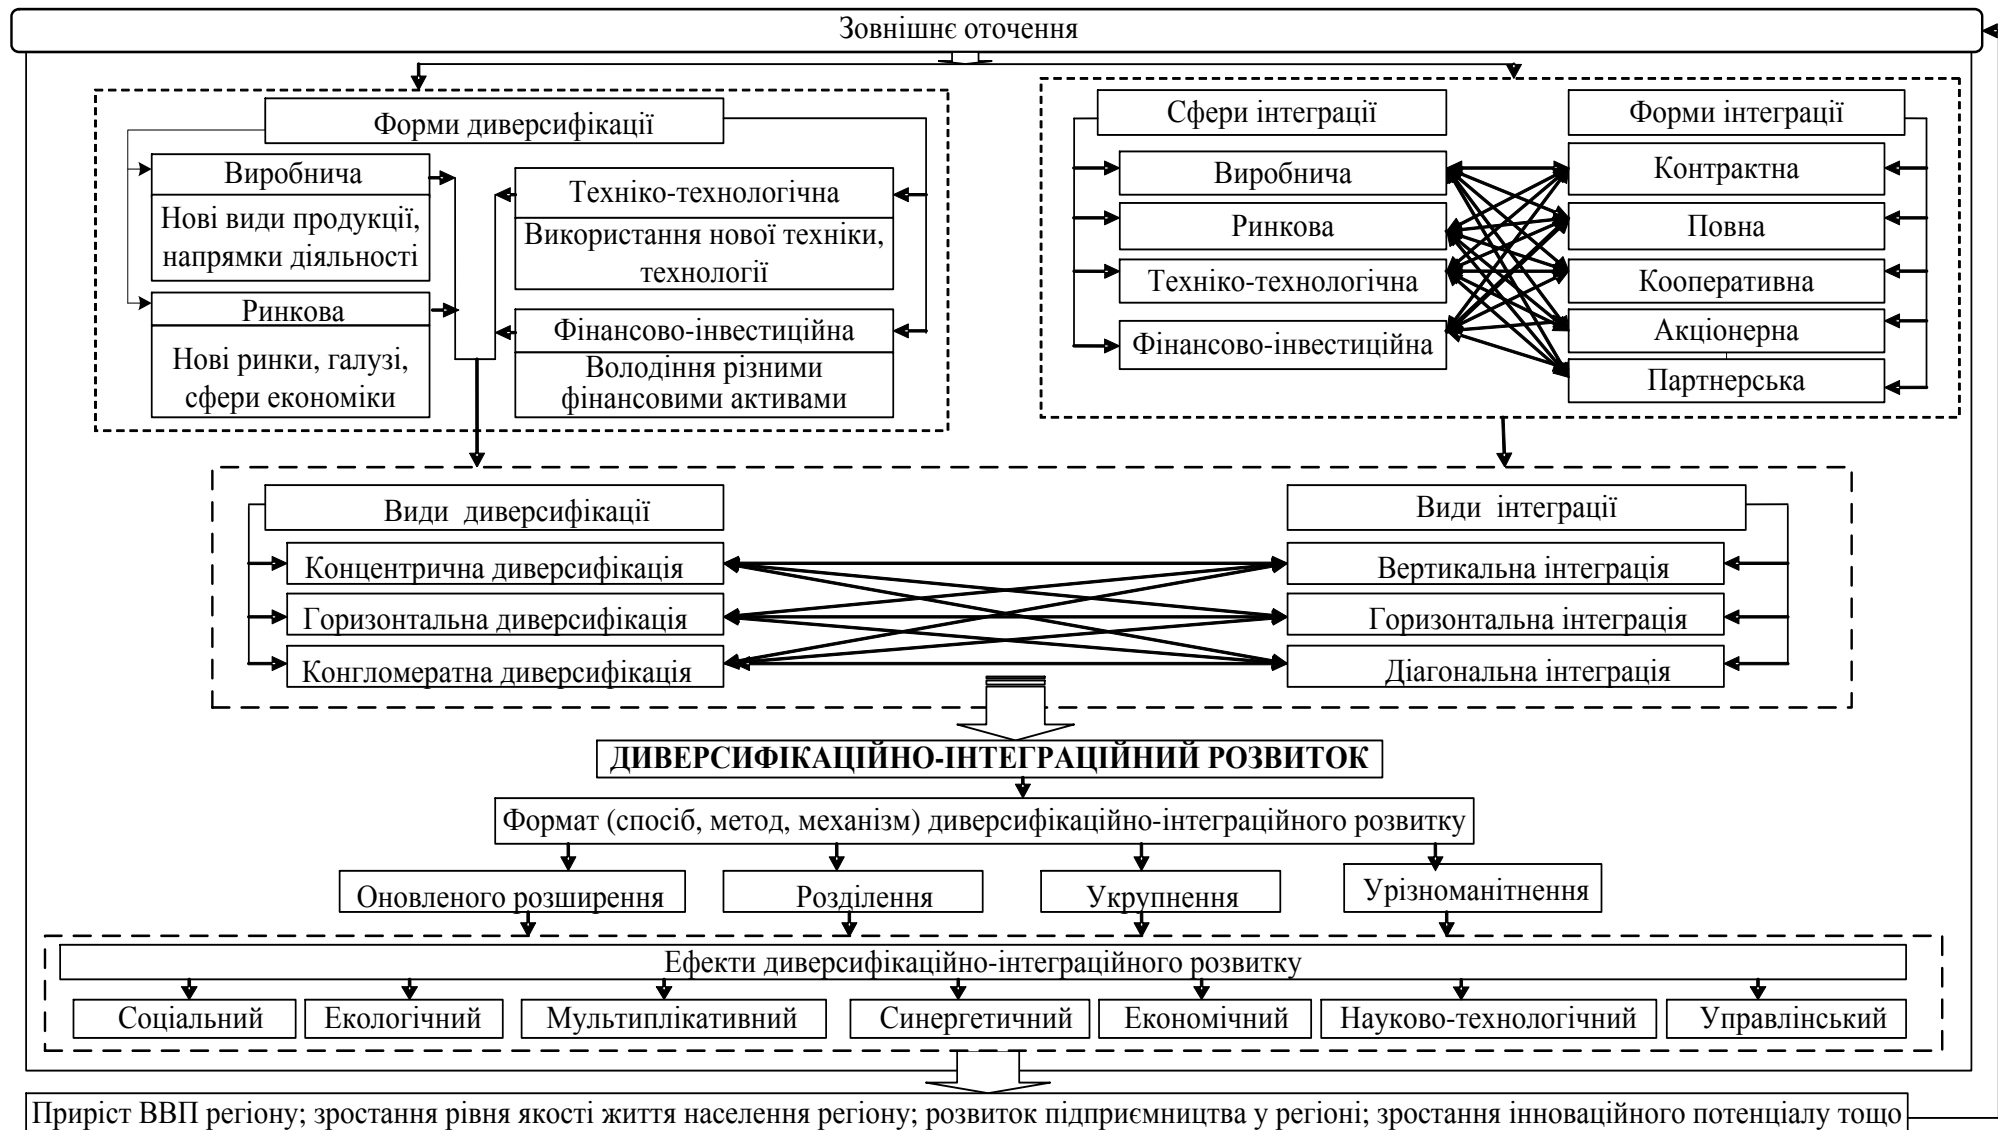 Зовнішнє оточення
Форми диверсифікації
Виробнича
Нові види продукції,
напрямки діяльності
Ринкова
Нові ринки, галузі,
сфери економіки
Техніко-технологічна
Використання нової техніки,
технології
Фінансово-інвестиційна
Володіння різними
фінансовими активами
Сфери інтеграції
Виробнича
Ринкова
Техніко-технологічна
Фінансово-інвестиційна
Форми інтеграції
Контрактна
Повна
Кооперативна
Акціонерна
Партнерська
Види диверсифікації
Концентрична диверсифікація
Горизонтальна диверсифікація
Конгломератна диверсифікація
Види інтеграції
Вертикальна інтеграція
Горизонтальна інтеграція
Діагональна інтеграція
ДИВЕРСИФІКАЦІЙНО-ІНТЕГРАЦІЙНИЙ РОЗВИТОК
Формат (спосіб, метод, механізм) диверсифікаційно-інтеграційного розвитку
Оновленого розширення
Розділення
Укрупнення
Урізноманітнення
Ефекти диверсифікаційно-інтеграційного розвитку
Соціальний
Екологічний
Мультиплікативний
Синергетичний
Економічний
Науково-технологічний
Управлінський
Приріст ВВП регіону; зростання рівня якості життя населення регіону; розвиток підприємництва у регіоні; зростання інноваційного потенціалу тощо